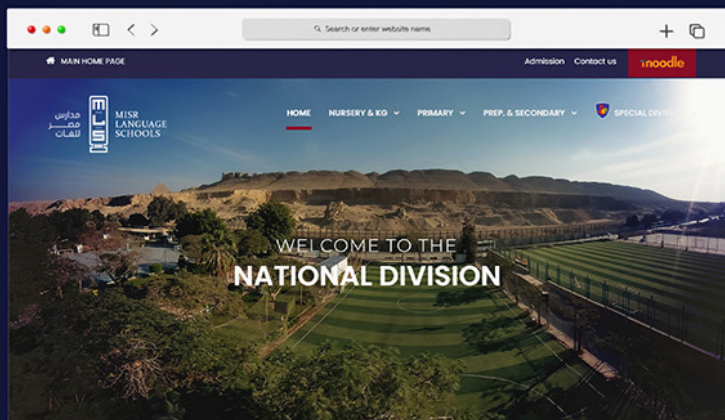 Search or enter website name
MAIN HOME PAGE
Admission
Contact us
moodle
مدارس
مصر
للغات
MLS
MISR
LANGUAGE
SCHOOLS
HOME
NURSERY & KG
PRIMARY
PREP. & SECONDARY
SPECIAL
WELCOME TO THE
NATIONAL DIVISION